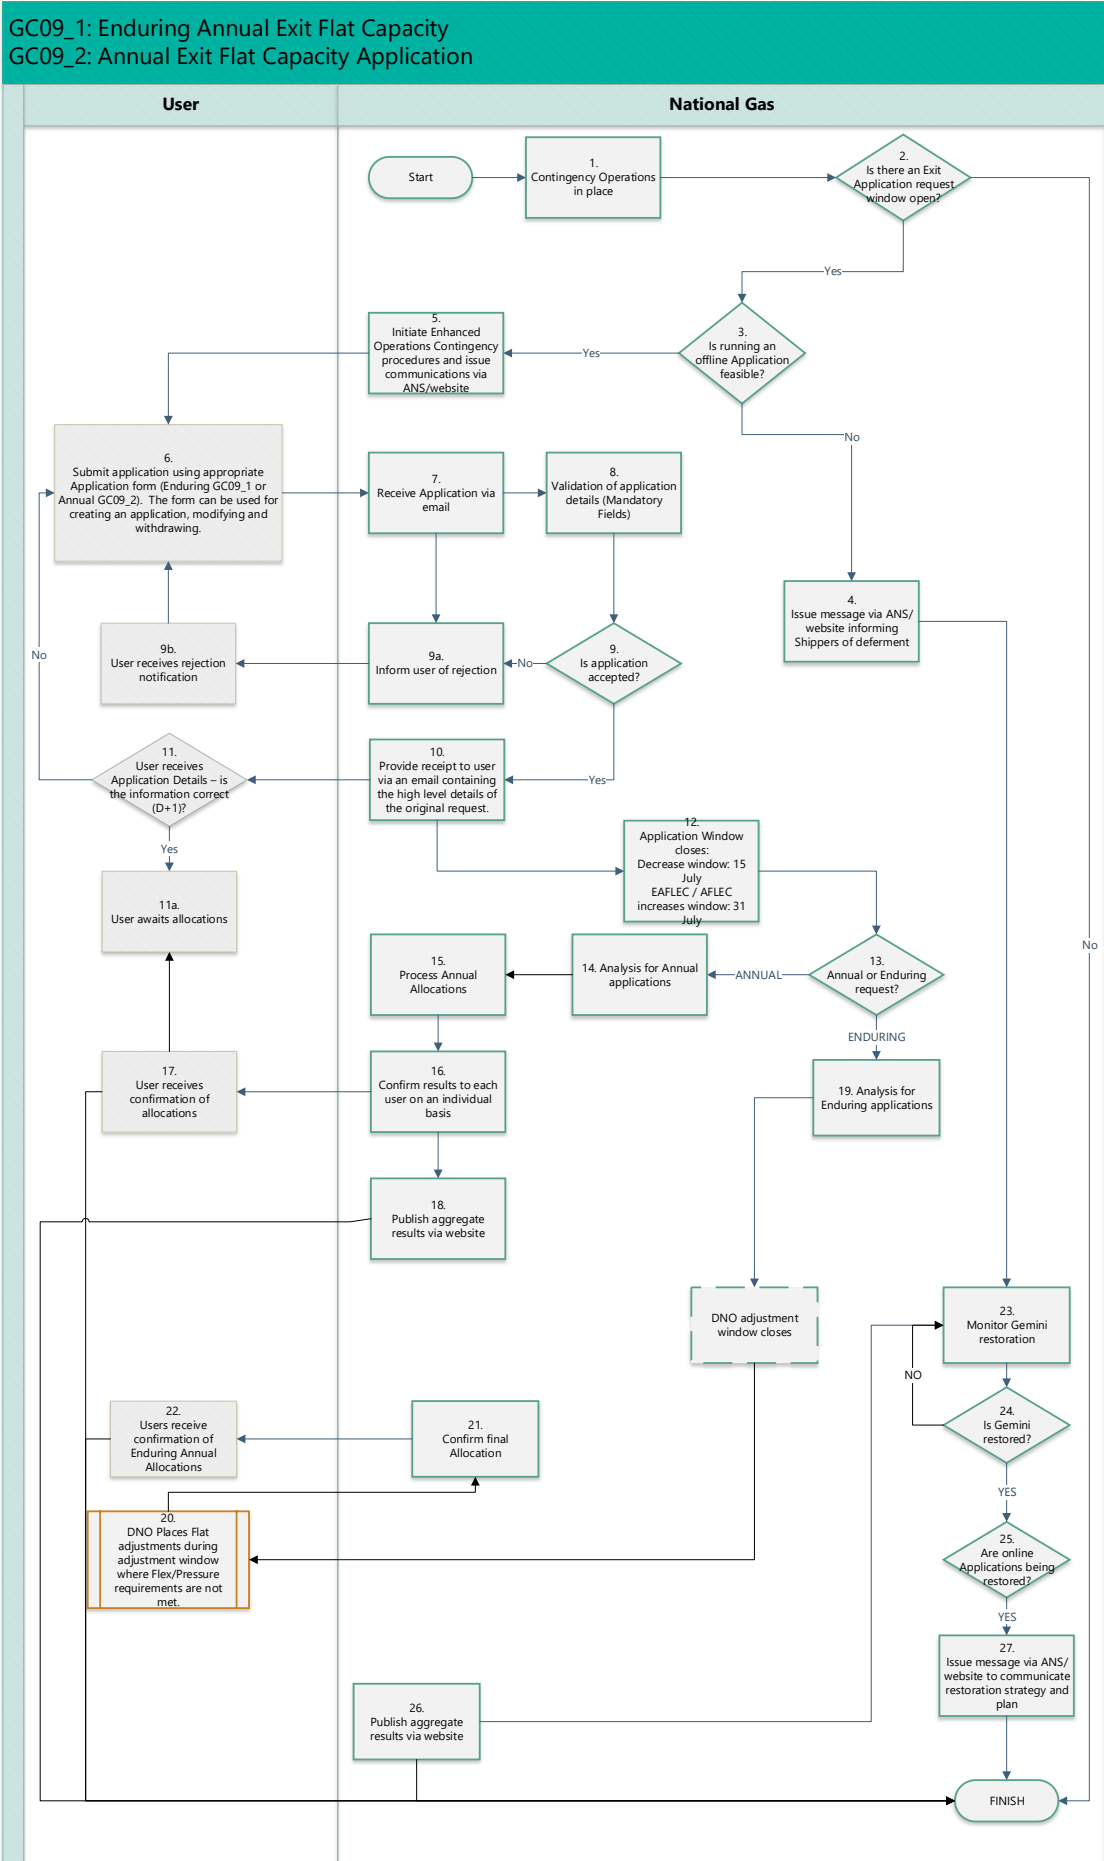 GC09_1: Enduring Annual Exit Flat Capacity
GC09_2: Annual Exit Flat Capacity Application
User
National Gas
Start
1.
Contingency Operations
in place
2.
Is there an Exit
Application request
window open?
Yes
3.
Is running an
offline Application
feasible?
Yes
5.
Initiate Enhanced
Operations Contingency
procedures and issue
communications via
ANS/website
No
6.
Submit application using appropriate
Application form (Enduring GC09_1 or
Annual GC09_2). The form can be used for
creating an application, modifying and
withdrawing.
7.
Receive Application via
email
8.
Validation of application
details (Mandatory
Fields)
4.
Issue message via ANS/
website informing
Shippers of deferment
9b.
User receives rejection
notification
9a.
Inform user of rejection
No
9.
Is application
accepted?
No
11.
User receives
Application Details – is
the information correct
(D+1)?
10.
Provide receipt to user
via an email containing
the high level details of
the original request.
Yes
12.
Application Window
closes:
Decrease window: 15
July
EAFLEC / AFLEC
increases window: 31
July
Yes
11a.
User awaits allocations
15.
Process Annual
Allocations
14. Analysis for Annual
applications
ANNUAL
13.
Annual or Enduring
request?
No
ENDURING
17.
User receives
confirmation of
allocations
16.
Confirm results to each
user on an individual
basis
19. Analysis for
Enduring applications
18.
Publish aggregate
results via website
DNO adjustment
window closes
23.
Monitor Gemini
restoration
NO
22.
Users receive
confirmation of
Enduring Annual
Allocations
21.
Confirm final
Allocation
24.
Is Gemini
restored?
YES
20.
DNO Places Flat
adjustments during
adjustment window
where Flex/Pressure
requirements are not
met.
25.
Are online
Applications being
restored?
YES
27.
Issue message via ANS/
website to communicate
restoration strategy and
plan
26.
Publish aggregate
results via website
FINISH